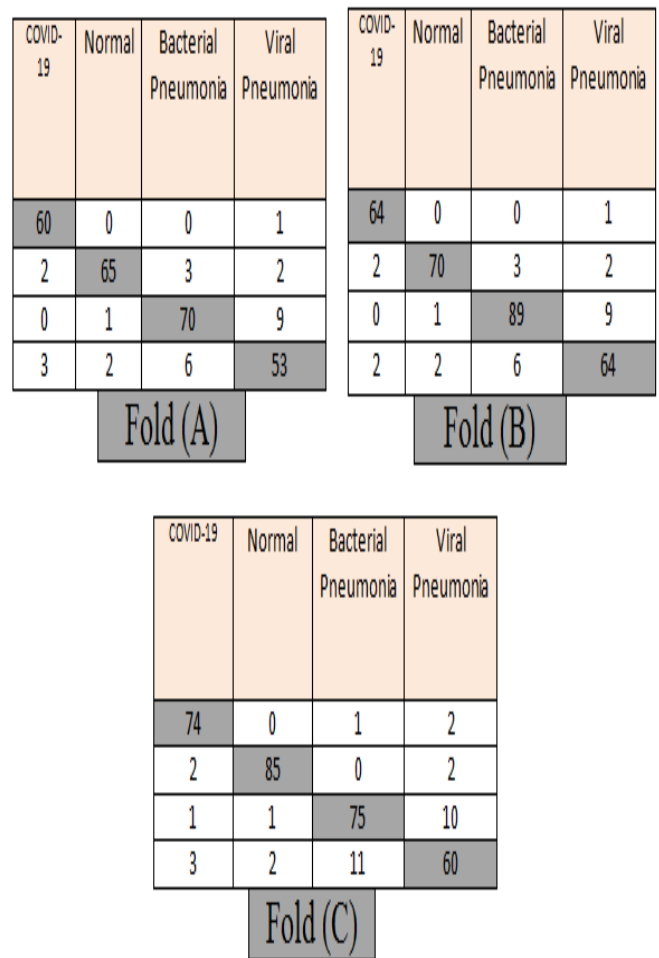 COVID-19 Normal Bacterial Pneumonia Viral Pneumonia
60 0 0 1
2 65 3 2
0 1 70 9
3 2 6 53
Fold (A)
COVID-19 Normal Bacterial Pneumonia Viral Pneumonia
64 0 0 1
2 70 3 2
0 1 89 9
2 2 6 64
Fold (B)
COVID-19 Normal Bacterial Pneumonia Viral Pneumonia
74 0 1 2
2 85 0 2
1 1 75 10
3 2 11 60
Fold (C)